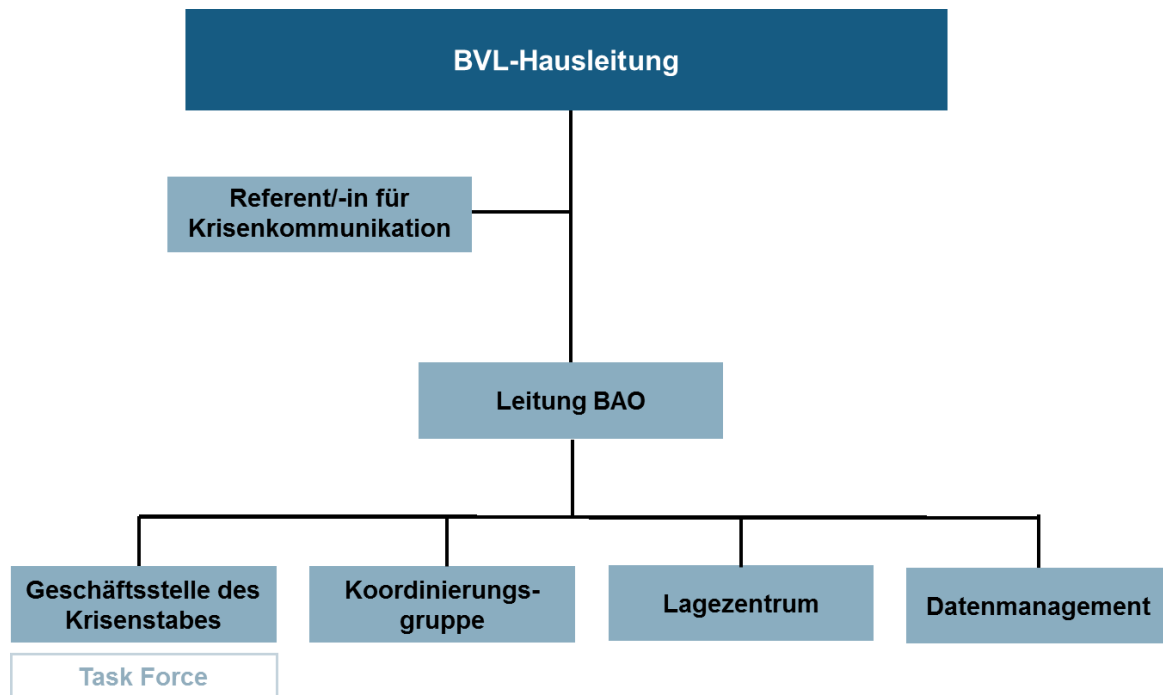 BVL-Hausleitung
Referent/-in für
Krisenkommunikation
Leitung BAO
Geschäftsstelle des
Krisenstabes
Koordinierungs-
gruppe
Lagezentrum
Datenmanagement
Task Force